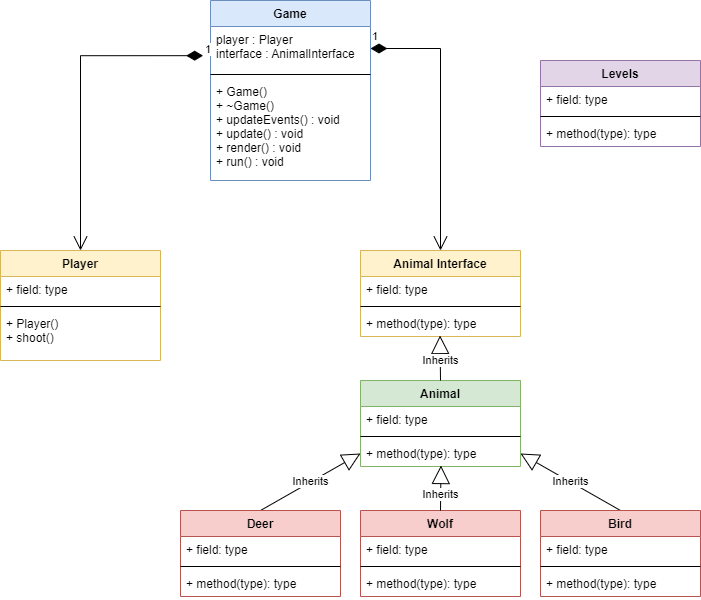 Game
player : Player
interface : AnimalInterface
+ Game()
+ ~Game()
+ updateEvents() : void
+ update() : void
+ render() : void
+ run() : void
1
1
Levels
+ field: type
+ method(type): type
Player
+ field: type
+ Player()
+ shoot()
Animal Interface
+ field: type
+ method(type): type
Inherits
Animal
+ field: type
+ method(type): type
Inherits
Inherits
Inherits
Deer
+ field: type
+ method(type): type
Wolf
+ field: type
+ method(type): type
Bird
+ field: type
+ method(type): type